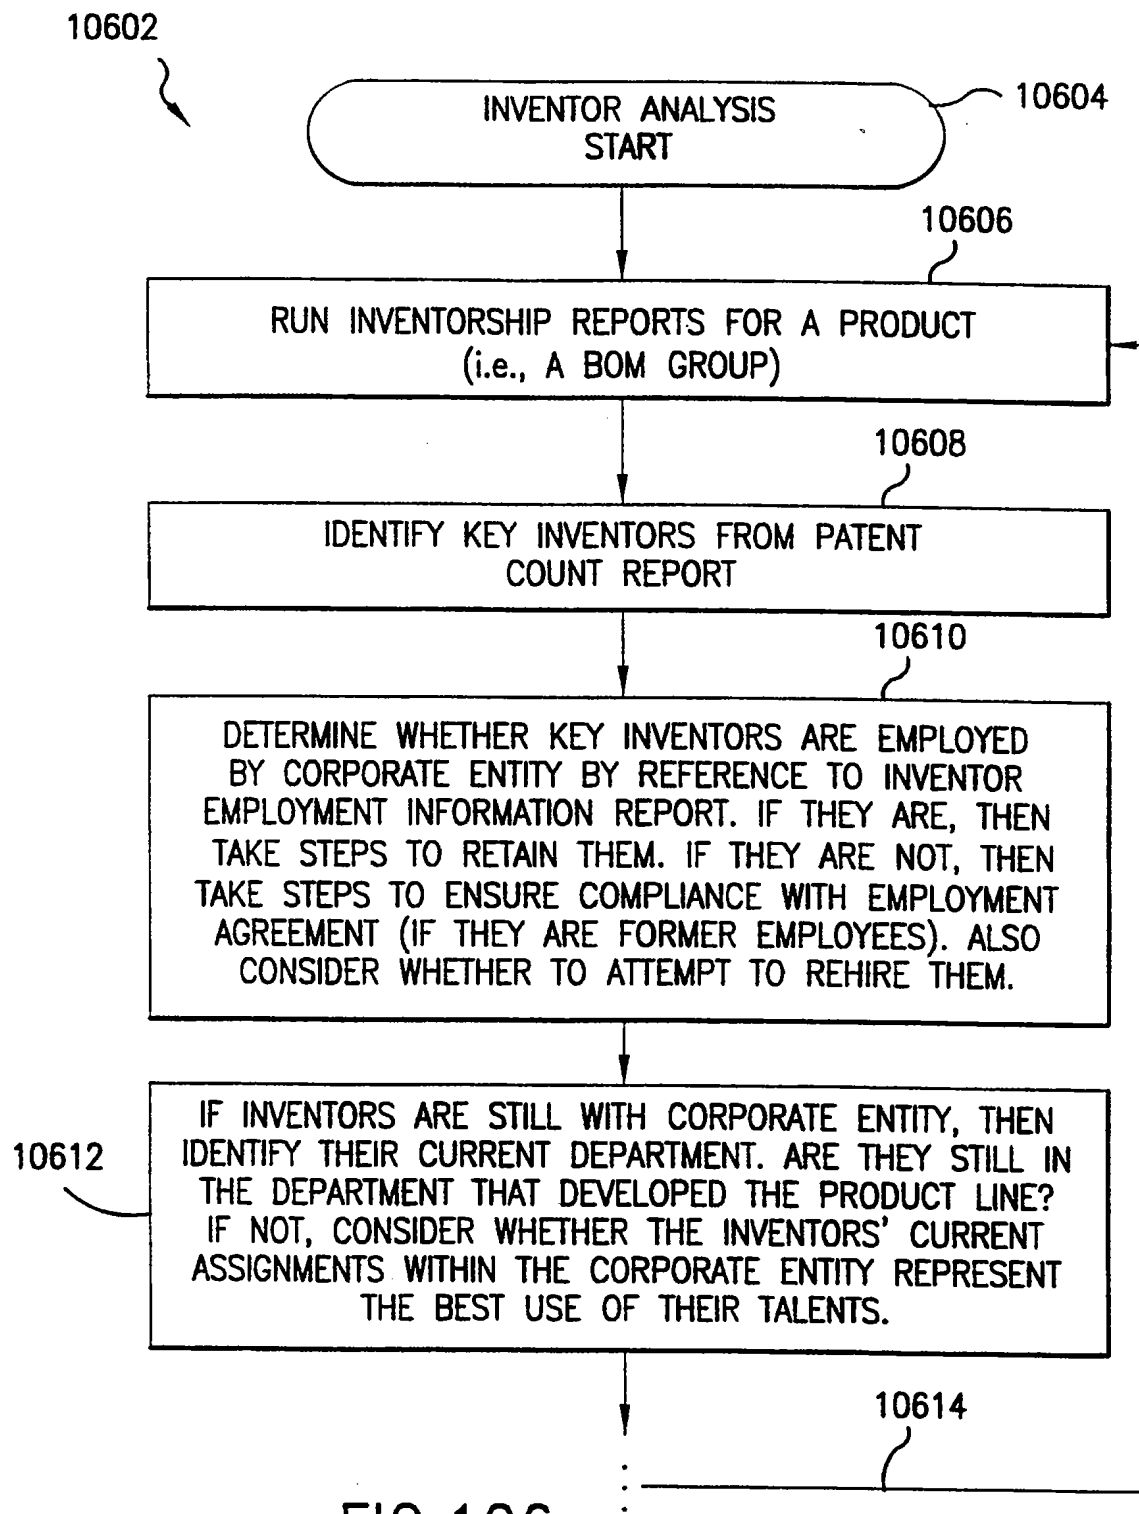 10602
INVENTOR ANALYSIS
START
10604
10606
RUN INVENTORSHIP REPORTS FOR A PRODUCT
(i.e., A BOM GROUP)
10608
IDENTIFY KEY INVENTORS FROM PATENT
COUNT REPORT
10610
DETERMINE WHETHER KEY INVENTORS ARE EMPLOYED
BY CORPORATE ENTITY BY REFERENCE TO INVENTOR
EMPLOYMENT INFORMATION REPORT. IF THEY ARE, THEN
TAKE STEPS TO RETAIN THEM. IF THEY ARE NOT, THEN
TAKE STEPS TO ENSURE COMPLIANCE WITH EMPLOYMENT
AGREEMENT (IF THEY ARE FORMER EMPLOYEES). ALSO
CONSIDER WHETHER TO ATTEMPT TO REHIRE THEM.
10612
IF INVENTORS ARE STILL WITH CORPORATE ENTITY, THEN
IDENTIFY THEIR CURRENT DEPARTMENT. ARE THEY STILL IN
THE DEPARTMENT THAT DEVELOPED THE PRODUCT LINE?
IF NOT, CONSIDER WHETHER THE INVENTORS' CURRENT
ASSIGNMENTS WITHIN THE CORPORATE ENTITY REPRESENT
THE BEST USE OF THEIR TALENTS.
10614